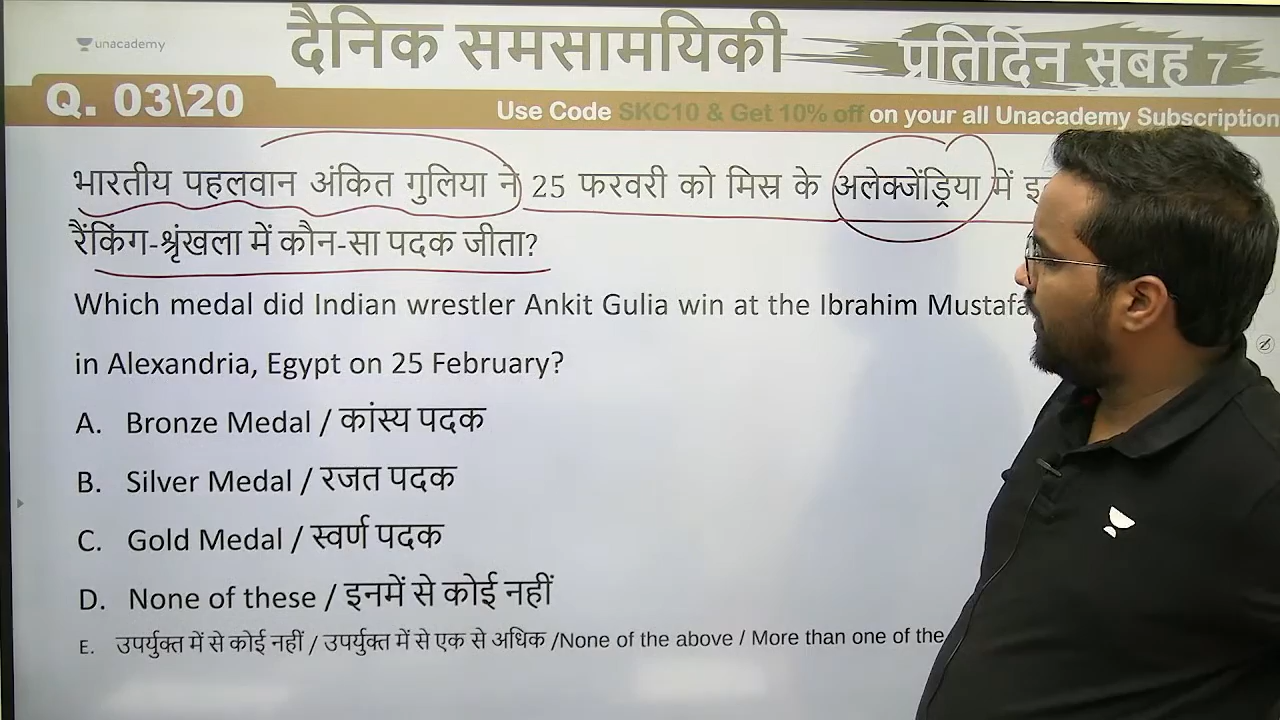 unacademy
दैनिक समसामयिकी
प्रतिदिन सुबह 7
Q. 03\20
Use Code SKC10 & Get 10% off on your all Unacademy Subscription
भारतीय पहलवान अंकित गुलिया ने 25 फरवरी को मिस्र के अलेक्जेंड्रिया में
रैंकिंग-श्रृंखला में कौन-सा पदक जीता?
Which medal did Indian wrestler Ankit Gulia win at the Ibrahim Mustafa
in Alexandria, Egypt on 25 February?
A. Bronze Medal / कांस्य पदक
B. Silver Medal / रजत पदक
C. Gold Medal / स्वर्ण पदक
D. None of these / इनमें से कोई नहीं
E. उपर्युक्त में से कोई नहीं / उपर्युक्त में से एक से अधिक /None of the above / More than one of the